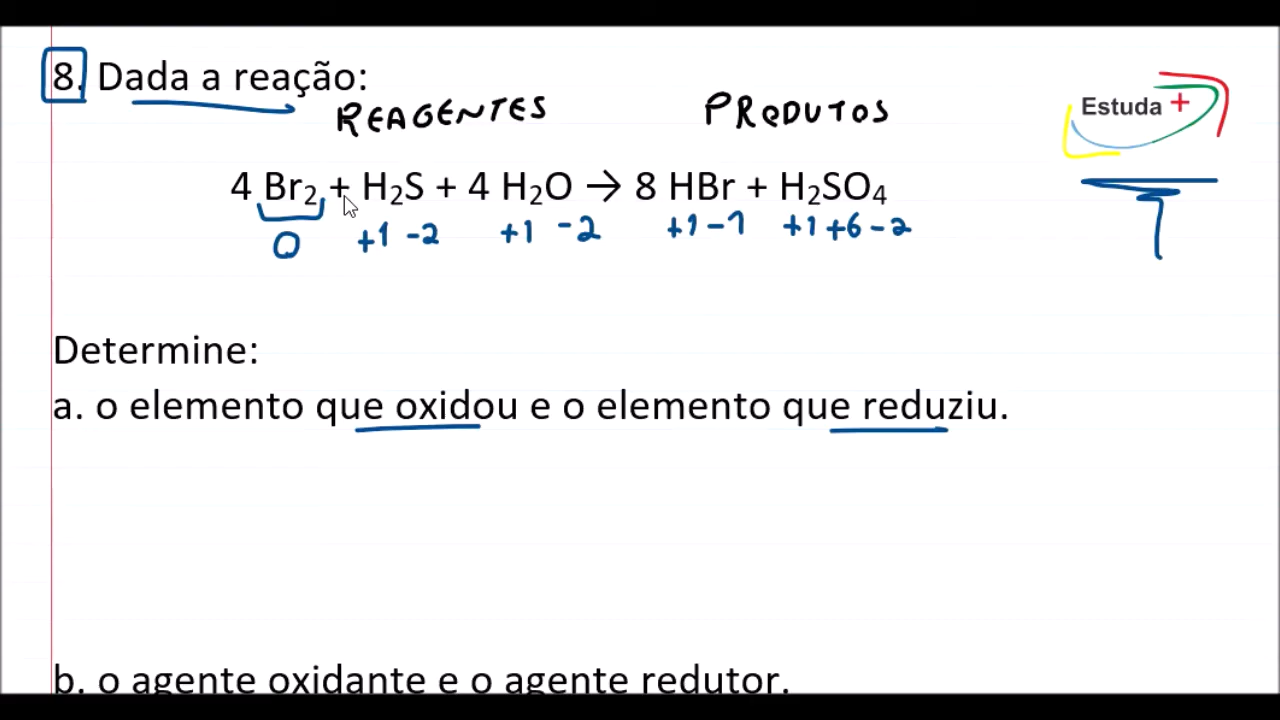 8. Dada a reação:
REAGENTES PRODUTOS
Estuda +
4 Br₂ + H₂S + 4 H₂O → 8 HBr + H₂SO₄
0 +1 -2 +1 -2 +1 -1 +1 +6 -2
Determine:
a. o elemento que oxidou e o elemento que reduziu.
b. o agente oxidante e o agente redutor.